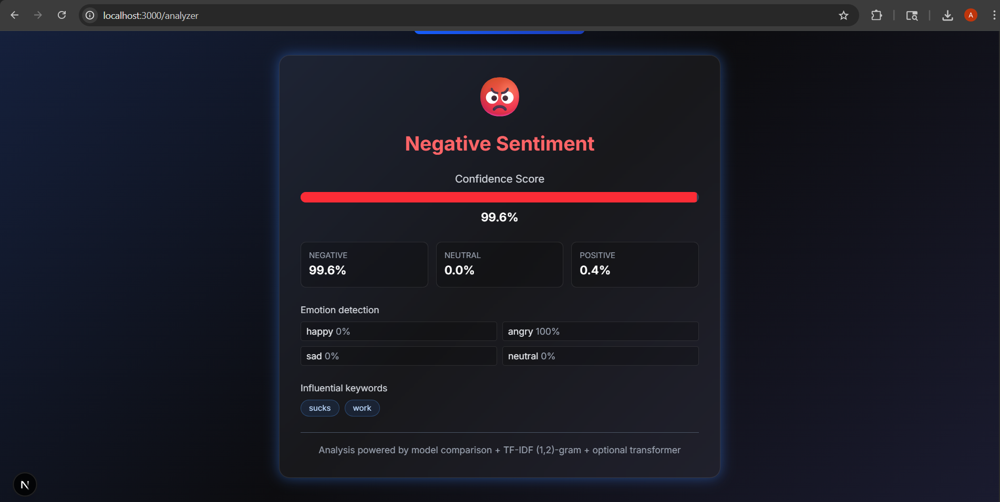 localhost:3000/analyzer
A
Negative Sentiment
Confidence Score
99.6%
NEGATIVE
99.6%
NEUTRAL
0.0%
POSITIVE
0.4%
Emotion detection
happy 0%
angry 100%
sad 0%
neutral 0%
Influential keywords
sucks
work
Analysis powered by model comparison + TF-IDF (1,2)-gram + optional transformer
N